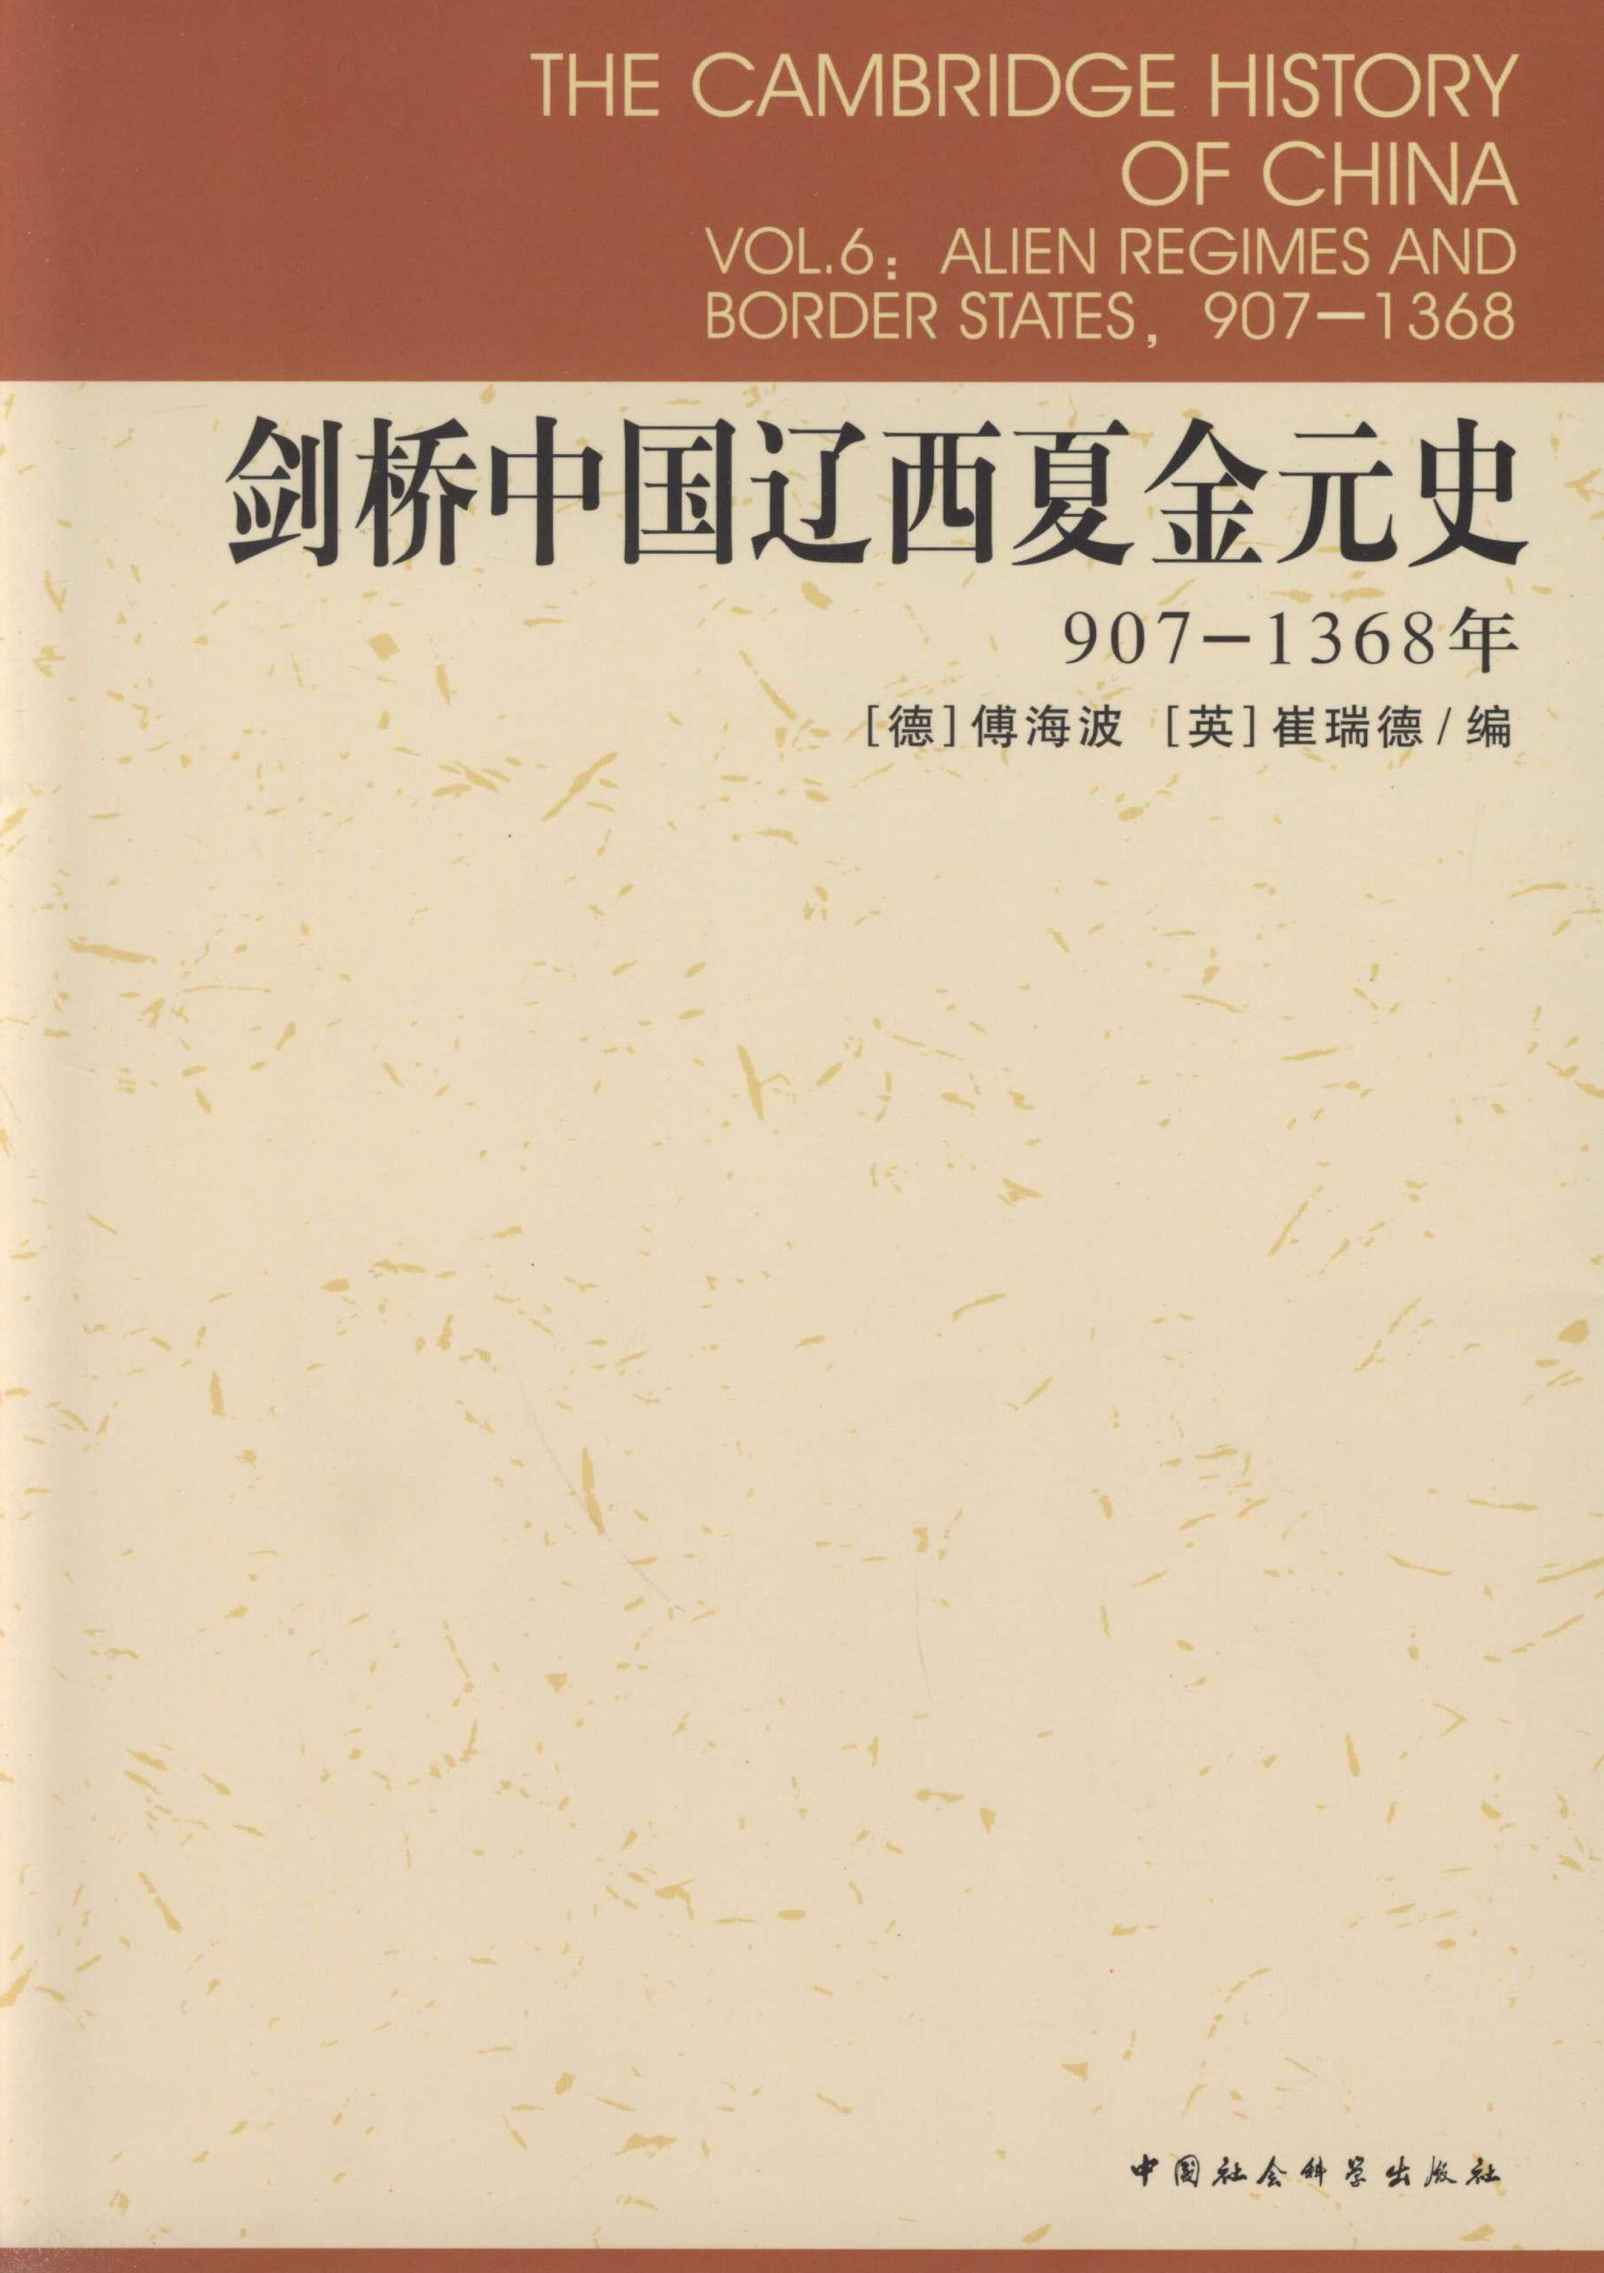 THE CAMBRIDGE HISTORY
OF CHINA
VOL.6：ALIEN REGIMES AND
BORDER STATES，907—1368
剑桥中国辽西夏金元史
907－1368年
［德］傅海波 ［英］崔瑞德/编
中国社会科学出版社